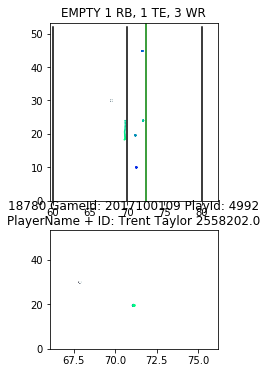 EMPTY 1 RB, 1 TE, 3 WR
50
40
30
20
10
0
60 65 70 75 80
18780 GameId: 2017100109 PlayId: 4992
PlayerName + ID: Trent Taylor 2558202.0
40
20
0
67.5 70.0 72.5 75.0